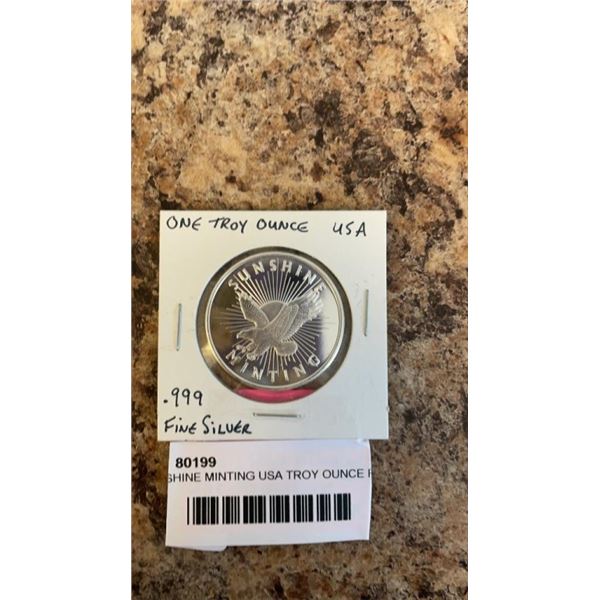 ONE TROY OUNCE USA
SUNSHINE
MINTING
.999
FINE SILVER
80199
SHINE MINTING USA TROY OUNCE